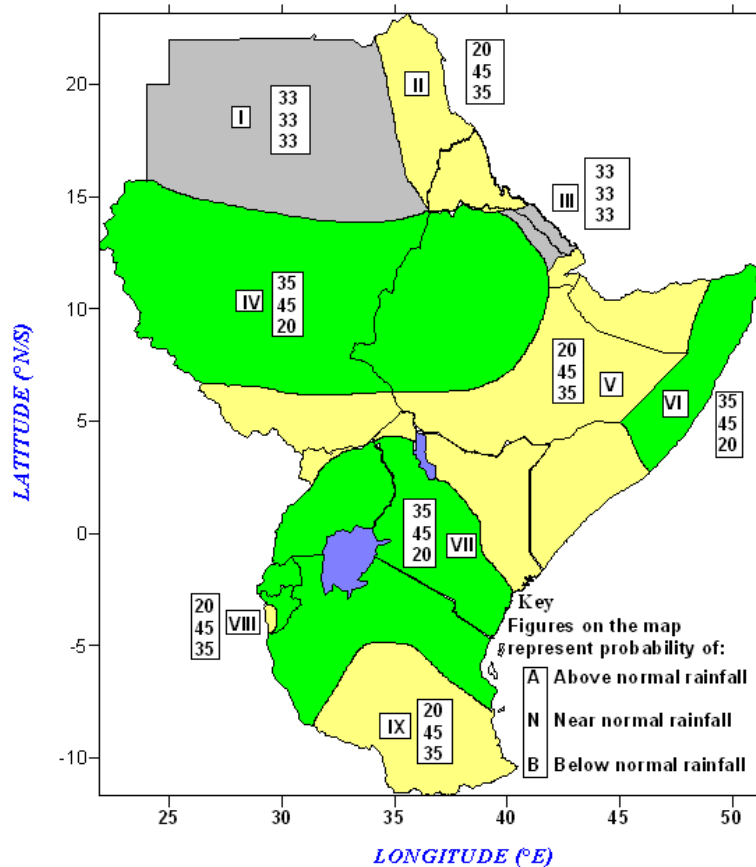 20
45
35
II
20
33
33
33
I
33
33
33
III
15
35
45
20
IV
10
20
45
35
V
VI
35
45
20
5
LATITUDE (°N/S)
35
45
20
VII
0
Key
Figures on the map
represent probability of:
20
45
35
VIII
-5
A Above normal rainfall
N Near normal rainfall
B Below normal rainfall
20
45
35
IX
-10
25 30 35 40 45 50
LONGITUDE (°E)